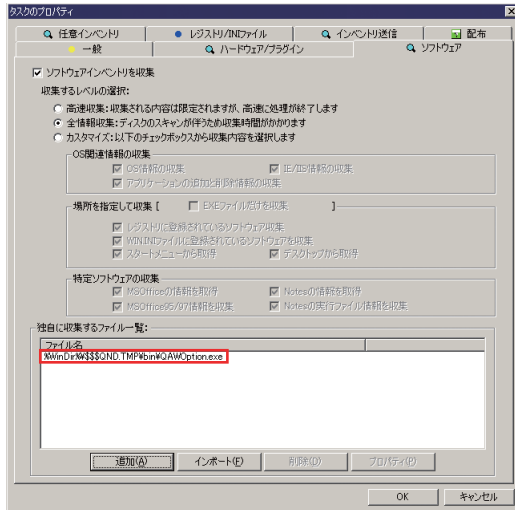 タスクのプロパティ
任意インベントリ
レジストリ/INIファイル
インベントリ送信
配布
一般
ハードウェア/プラグイン
ソフトウェア
ソフトウェアインベントリを収集
収集するレベルの選択:
高速収集:収集される内容は限定されますが、高速に処理が終了します
全情報収集:ディスクのスキャンが伴うため収集時間がかかります
カスタマイズ:以下のチェックボックスから収集内容を選択します
OS関連情報の収集
OS情報の収集
IE/IIS情報の収集
アプリケーションの追加と削除情報の収集
場所を指定して収集 [ EXEファイルだけを収集 ]
レジストリに登録されているソフトウェア収集
WIN.INIファイルに登録されているソフトウェアを収集
スタートメニューから取得
デスクトップから取得
特定ソフトウェアの収集
MSOfficeの情報を取得
Notesの情報を取得
MSOffice95/97情報を収集
Notesの実行ファイル情報を収集
独自に収集するファイル一覧:
ファイル名
%WinDir%¥$$$QND.TMP¥bin¥QAWOption.exe
追加(A)
インポート(F)
削除(D)
プロパティ(P)
OK
キャンセル